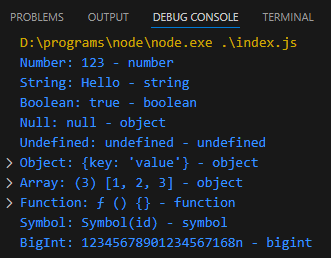 PROBLEMS OUTPUT DEBUG CONSOLE TERMINAL
D:\programs\node\node.exe .\index.js
Number: 123 - number
String: Hello - string
Boolean: true - boolean
Null: null - object
Undefined: undefined - undefined
> Object: {key: 'value'} - object
> Array: (3) [1, 2, 3] - object
> Function: ƒ () {} - function
Symbol: Symbol(id) - symbol
BigInt: 12345678901234567168n - bigint